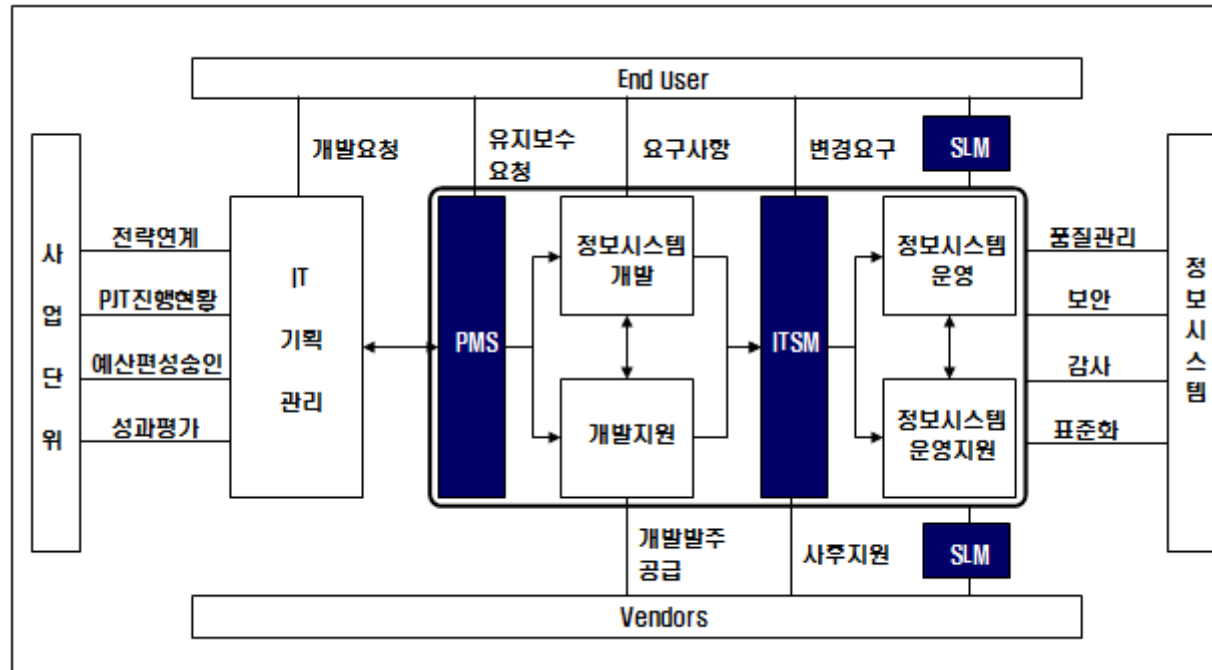 End User
개발요청
유지보수
요청
요구사항
변경요구
SLM
사
업
단
위
전략연계
PJT진행현황
예산편성승인
성과평가
IT
기획
관리
PMS
정보시스템
개발
개발지원
ITSM
정보시스템
운영
정보시스템
운영지원
품질관리
보안
감사
표준화
정
보
시
스
템
개발발주
공급
사후지원
SLM
Vendors